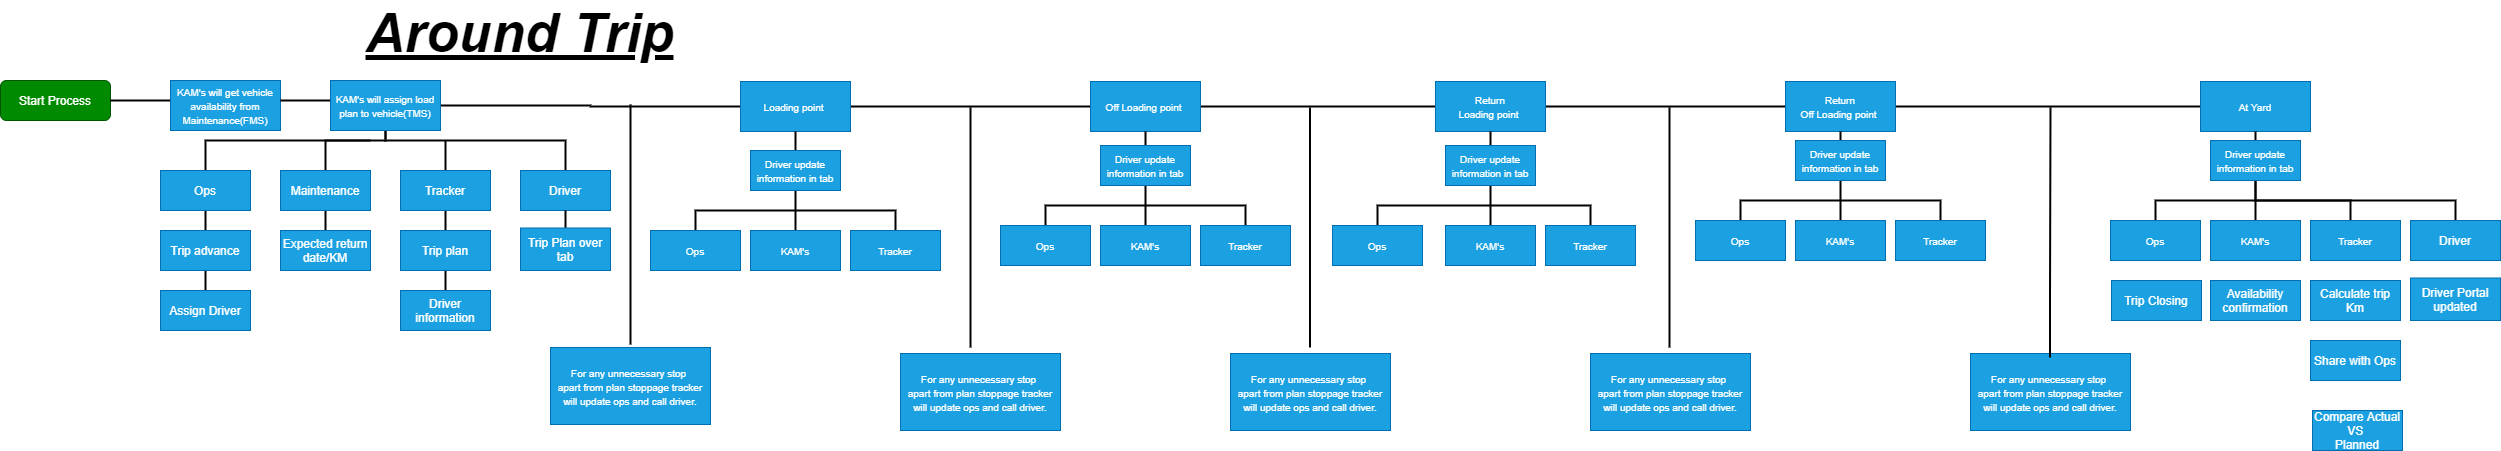 Around Trip
Start Process
KAM's will get vehicle
availability from
Maintenance(FMS)
KAM's will assign load
plan to vehicle(TMS)
Loading point
Off Loading point
Return
Loading point
Return
Off Loading point
At Yard
Ops
Maintenance
Tracker
Driver
Trip advance
Expected return
date/KM
Trip plan
Trip Plan over
tab
Assign Driver
Driver
information
Driver update
information in tab
Ops
KAM's
Tracker
Driver update
information in tab
Ops
KAM's
Tracker
Driver update
information in tab
Ops
KAM's
Tracker
Driver update
information in tab
Ops
KAM's
Tracker
Driver update
information in tab
Ops
KAM's
Tracker
Driver
Trip Closing
Availability
confirmation
Calculate trip
Km
Driver Portal
updated
Share with Ops
Compare Actual
VS
Planned
For any unnecessary stop
apart from plan stoppage tracker
will update ops and call driver.
For any unnecessary stop
apart from plan stoppage tracker
will update ops and call driver.
For any unnecessary stop
apart from plan stoppage tracker
will update ops and call driver.
For any unnecessary stop
apart from plan stoppage tracker
will update ops and call driver.
For any unnecessary stop
apart from plan stoppage tracker
will update ops and call driver.